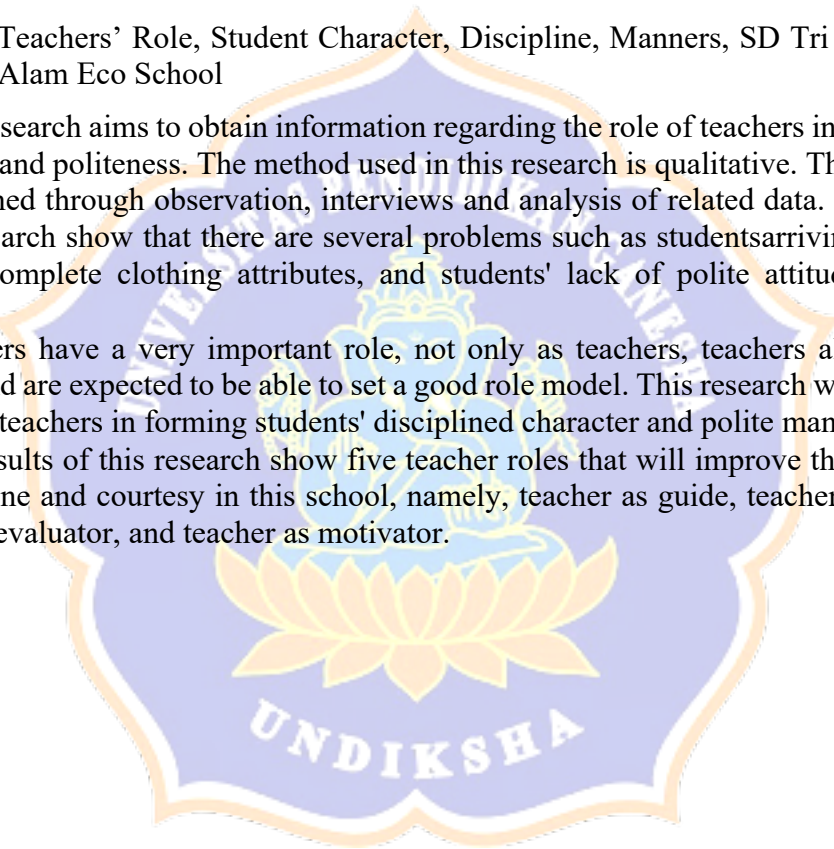 Teachers’ Role, Student Character, Discipline, Manners, SD Tri
Alam Eco School
search aims to obtain information regarding the role of teachers in
and politeness. The method used in this research is qualitative. Th
ned through observation, interviews and analysis of related data.
arch show that there are several problems such as studentsarrivin
omplete clothing attributes, and students' lack of polite attitud
ers have a very important role, not only as teachers, teachers a
d are expected to be able to set a good role model. This research w
teachers in forming students' disciplined character and polite man
sults of this research show five teacher roles that will improve th
ne and courtesy in this school, namely, teacher as guide, teacher
evaluator, and teacher as motivator.
UNIVERSITAS PENDIDIKAN GANESHA
UNDIKSHA